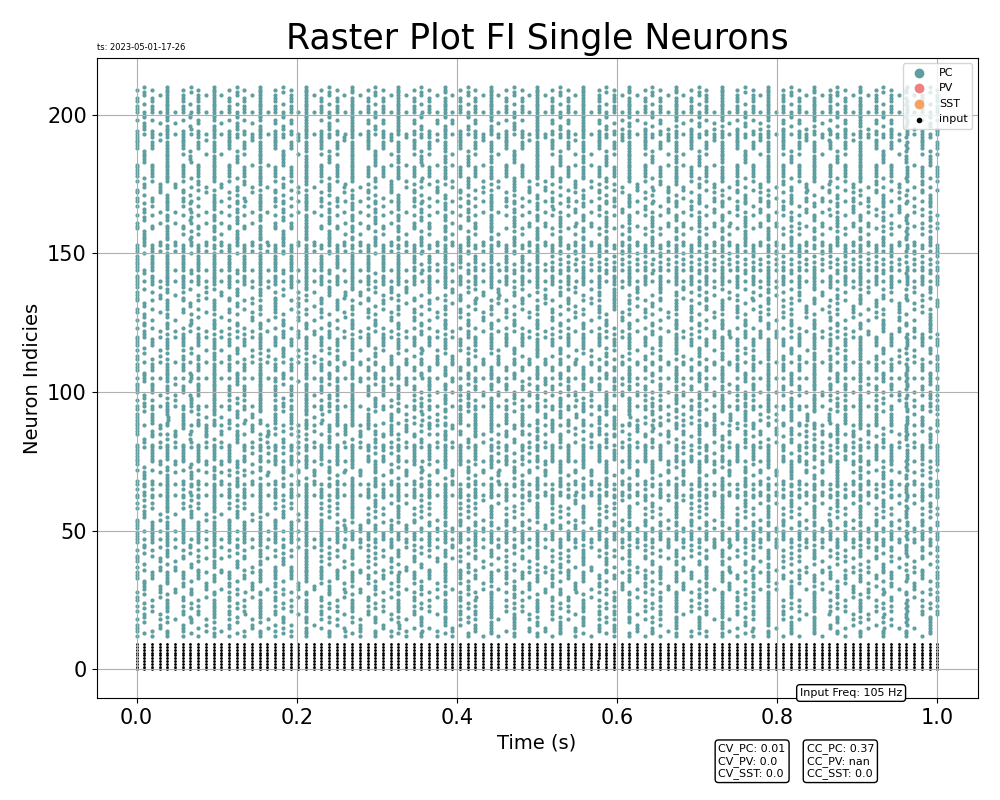 Raster Plot FI Single Neurons
ts: 2023-05-01-17-26
PC
PV
SST
input
200
150
100
50
0
Neuron Indicies
0.0 0.2 0.4 0.6 0.8 1.0
Input Freq: 105 Hz
Time (s)
CV_PC: 0.01
CV_PV: 0.0
CV_SST: 0.0
CC_PC: 0.37
CC_PV: nan
CC_SST: 0.0